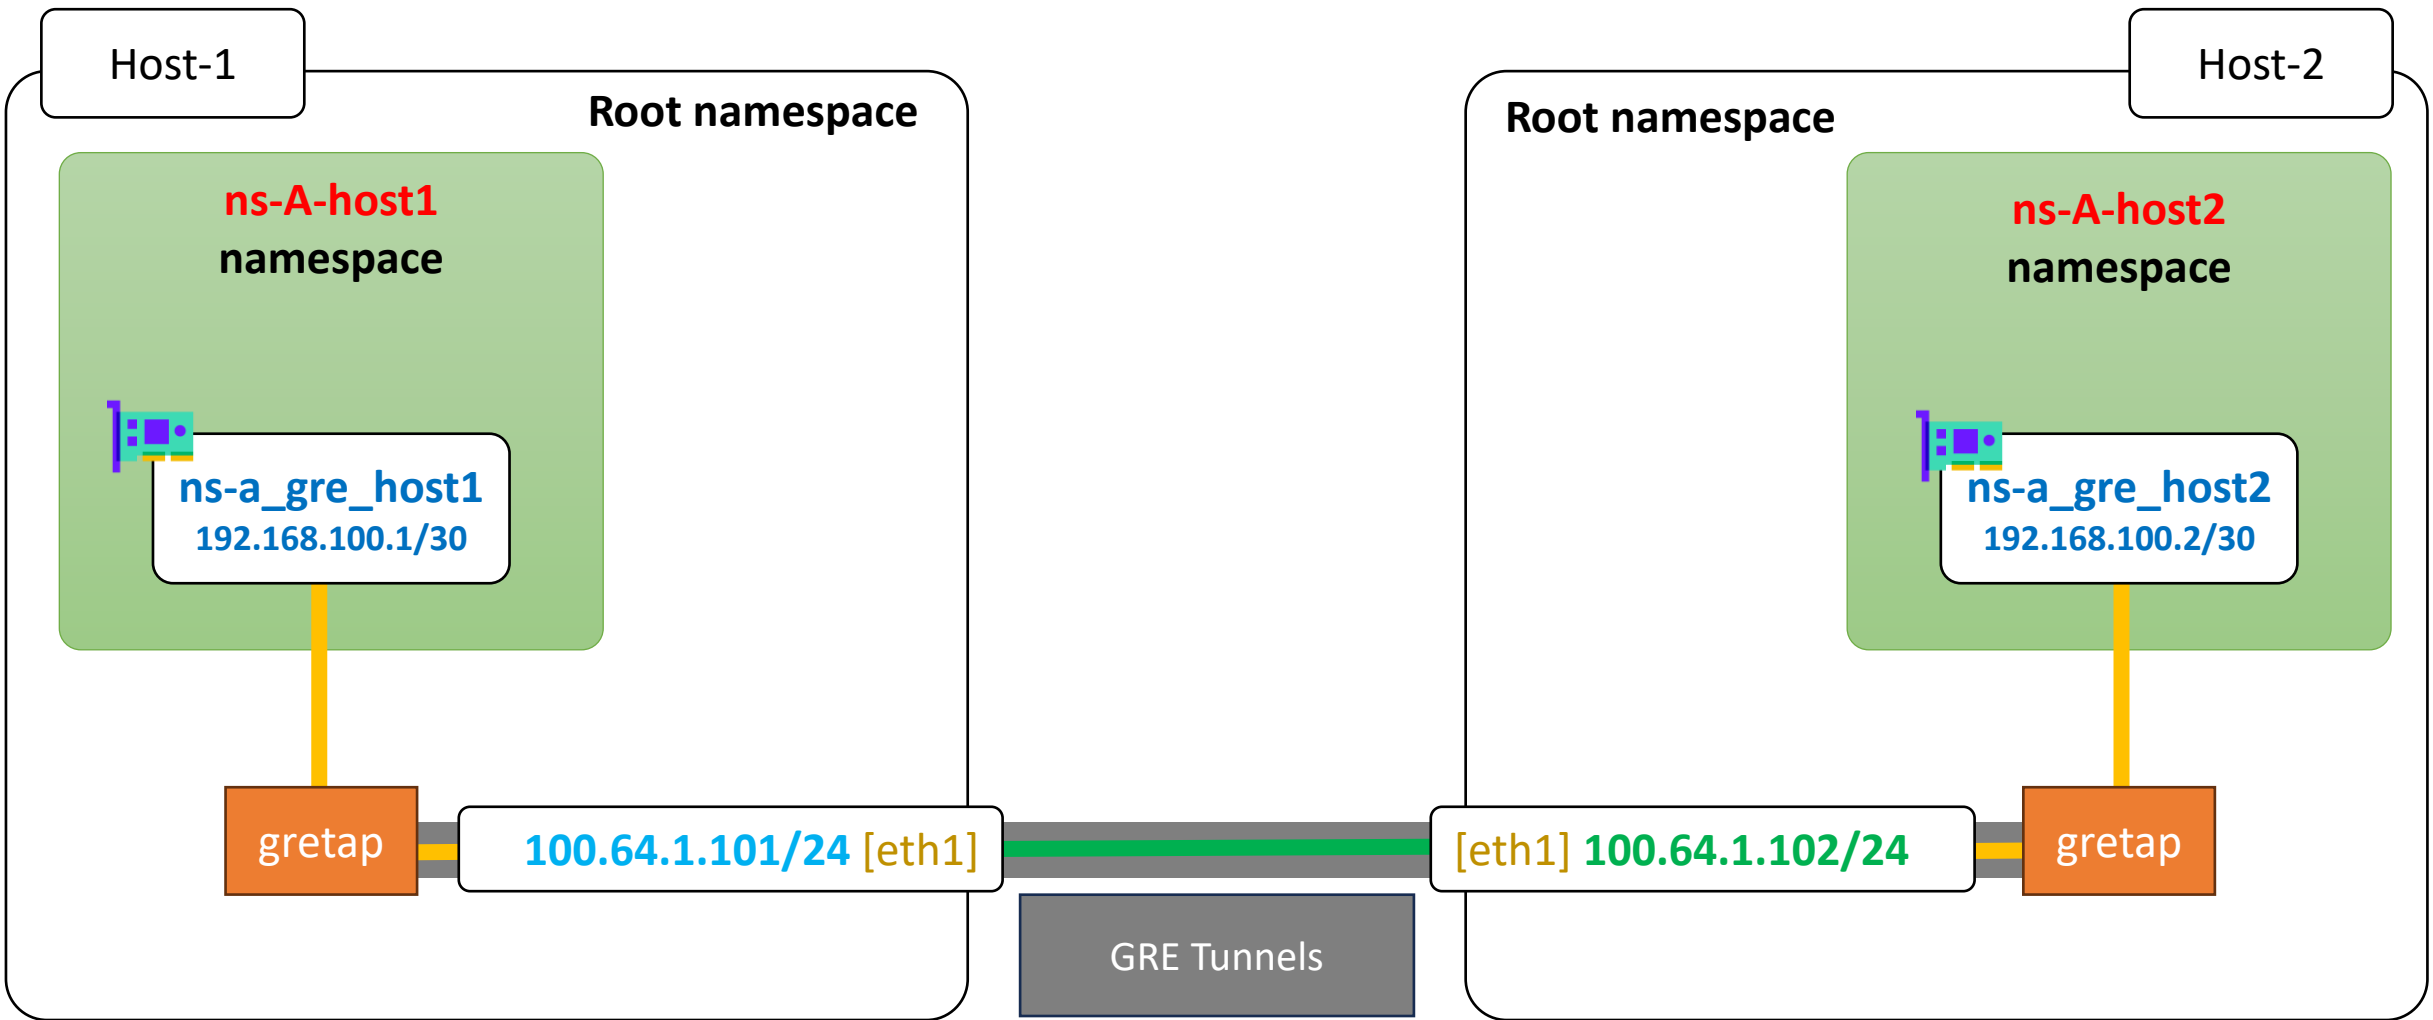 Host-1
Root namespace
ns-A-host1
namespace
ns-a_gre_host1
192.168.100.1/30
gretap
100.64.1.101/24 [eth1]
GRE Tunnels
Host-2
Root namespace
ns-A-host2
namespace
ns-a_gre_host2
192.168.100.2/30
[eth1] 100.64.1.102/24
gretap